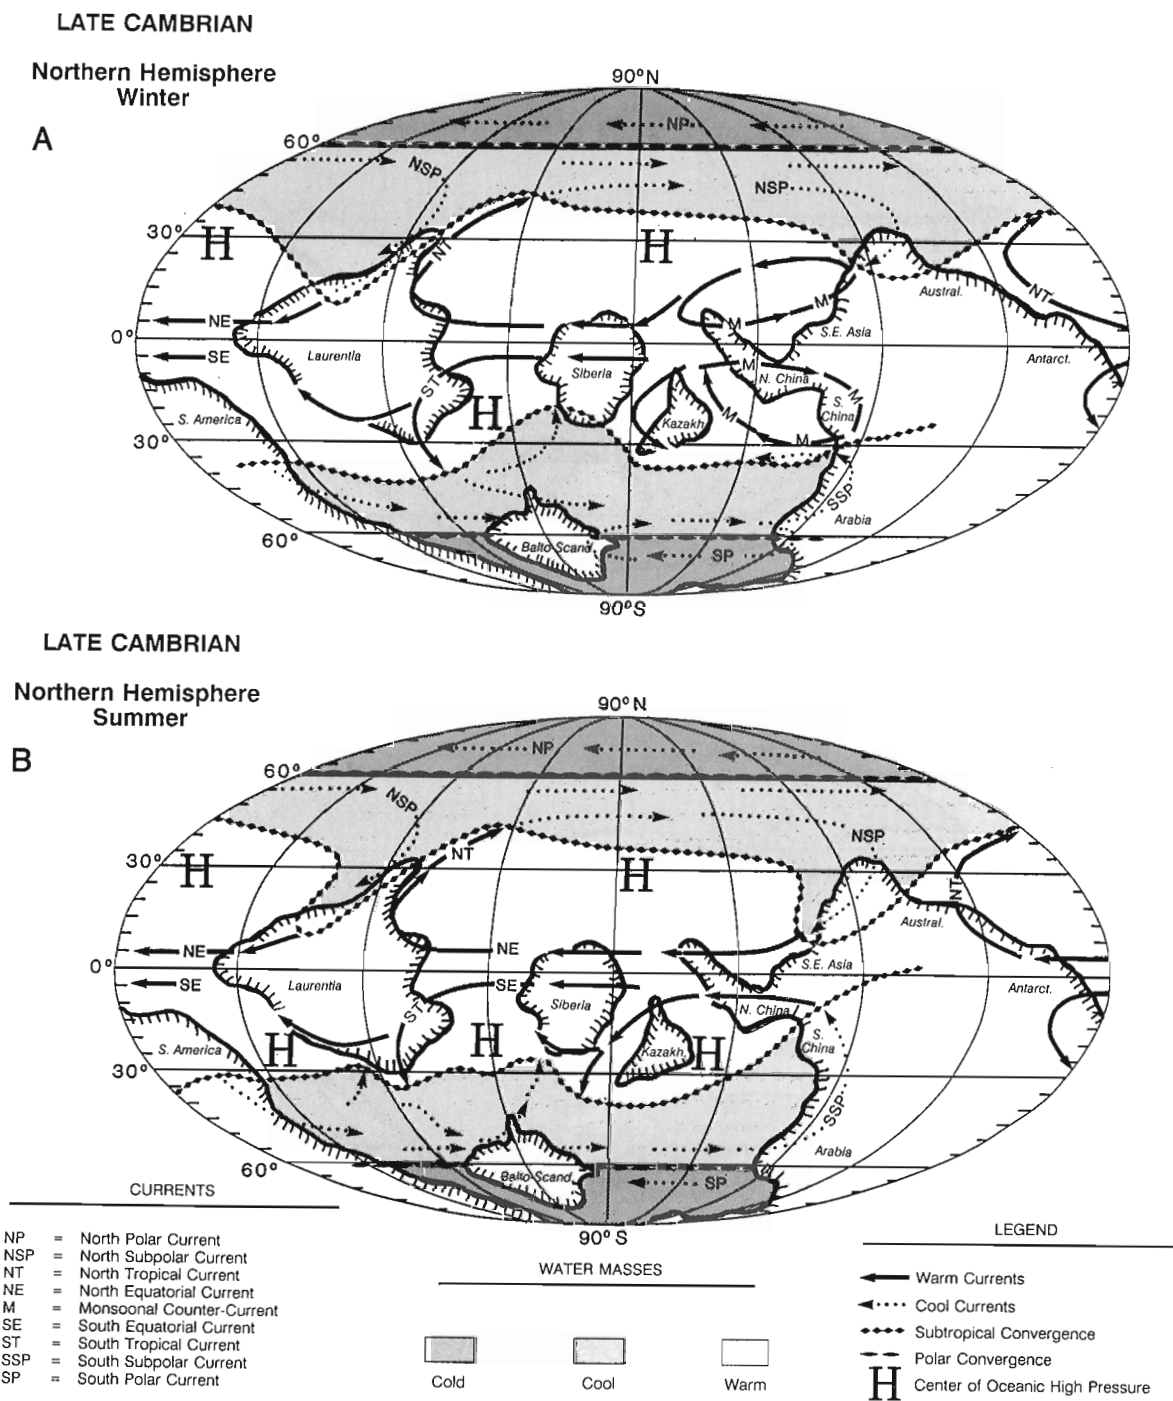 LATE CAMBRIAN
Northern Hemisphere
Winter
A
90°N
60°
NP
NSP
NSP
30°
H
H
NT
NT
Austral.
M
NE
M
S.E. Asia
0°
SE
Laurentia
Antarct.
M
Siberia
N. China
ST
M
S. America
H
S.
China
Kazakh.
M
M
30°
SSP
Arabia
60°
Balto Scand.
SP
90°S
LATE CAMBRIAN
Northern Hemisphere
Summer
B
90°N
60°
NP
NSP
NSP
30°
H
NT
H
NT
Austral.
NE
NE
S.E. Asia
0°
SE
Laurentia
SE
Antarct.
Siberia
N. China
ST
S. America
H
H
Kazakh.
H
S.
China
30°
SSP
Arabia
60°
Balto-Scand.
SP
90°S
CURRENTS
NP = North Polar Current
NSP = North Subpolar Current
NT = North Tropical Current
NE = North Equatorial Current
M = Monsoonal Counter-Current
SE = South Equatorial Current
ST = South Tropical Current
SSP = South Subpolar Current
SP = South Polar Current
WATER MASSES
Cold
Cool
Warm
LEGEND
Warm Currents
Cool Currents
Subtropical Convergence
Polar Convergence
H Center of Oceanic High Pressure